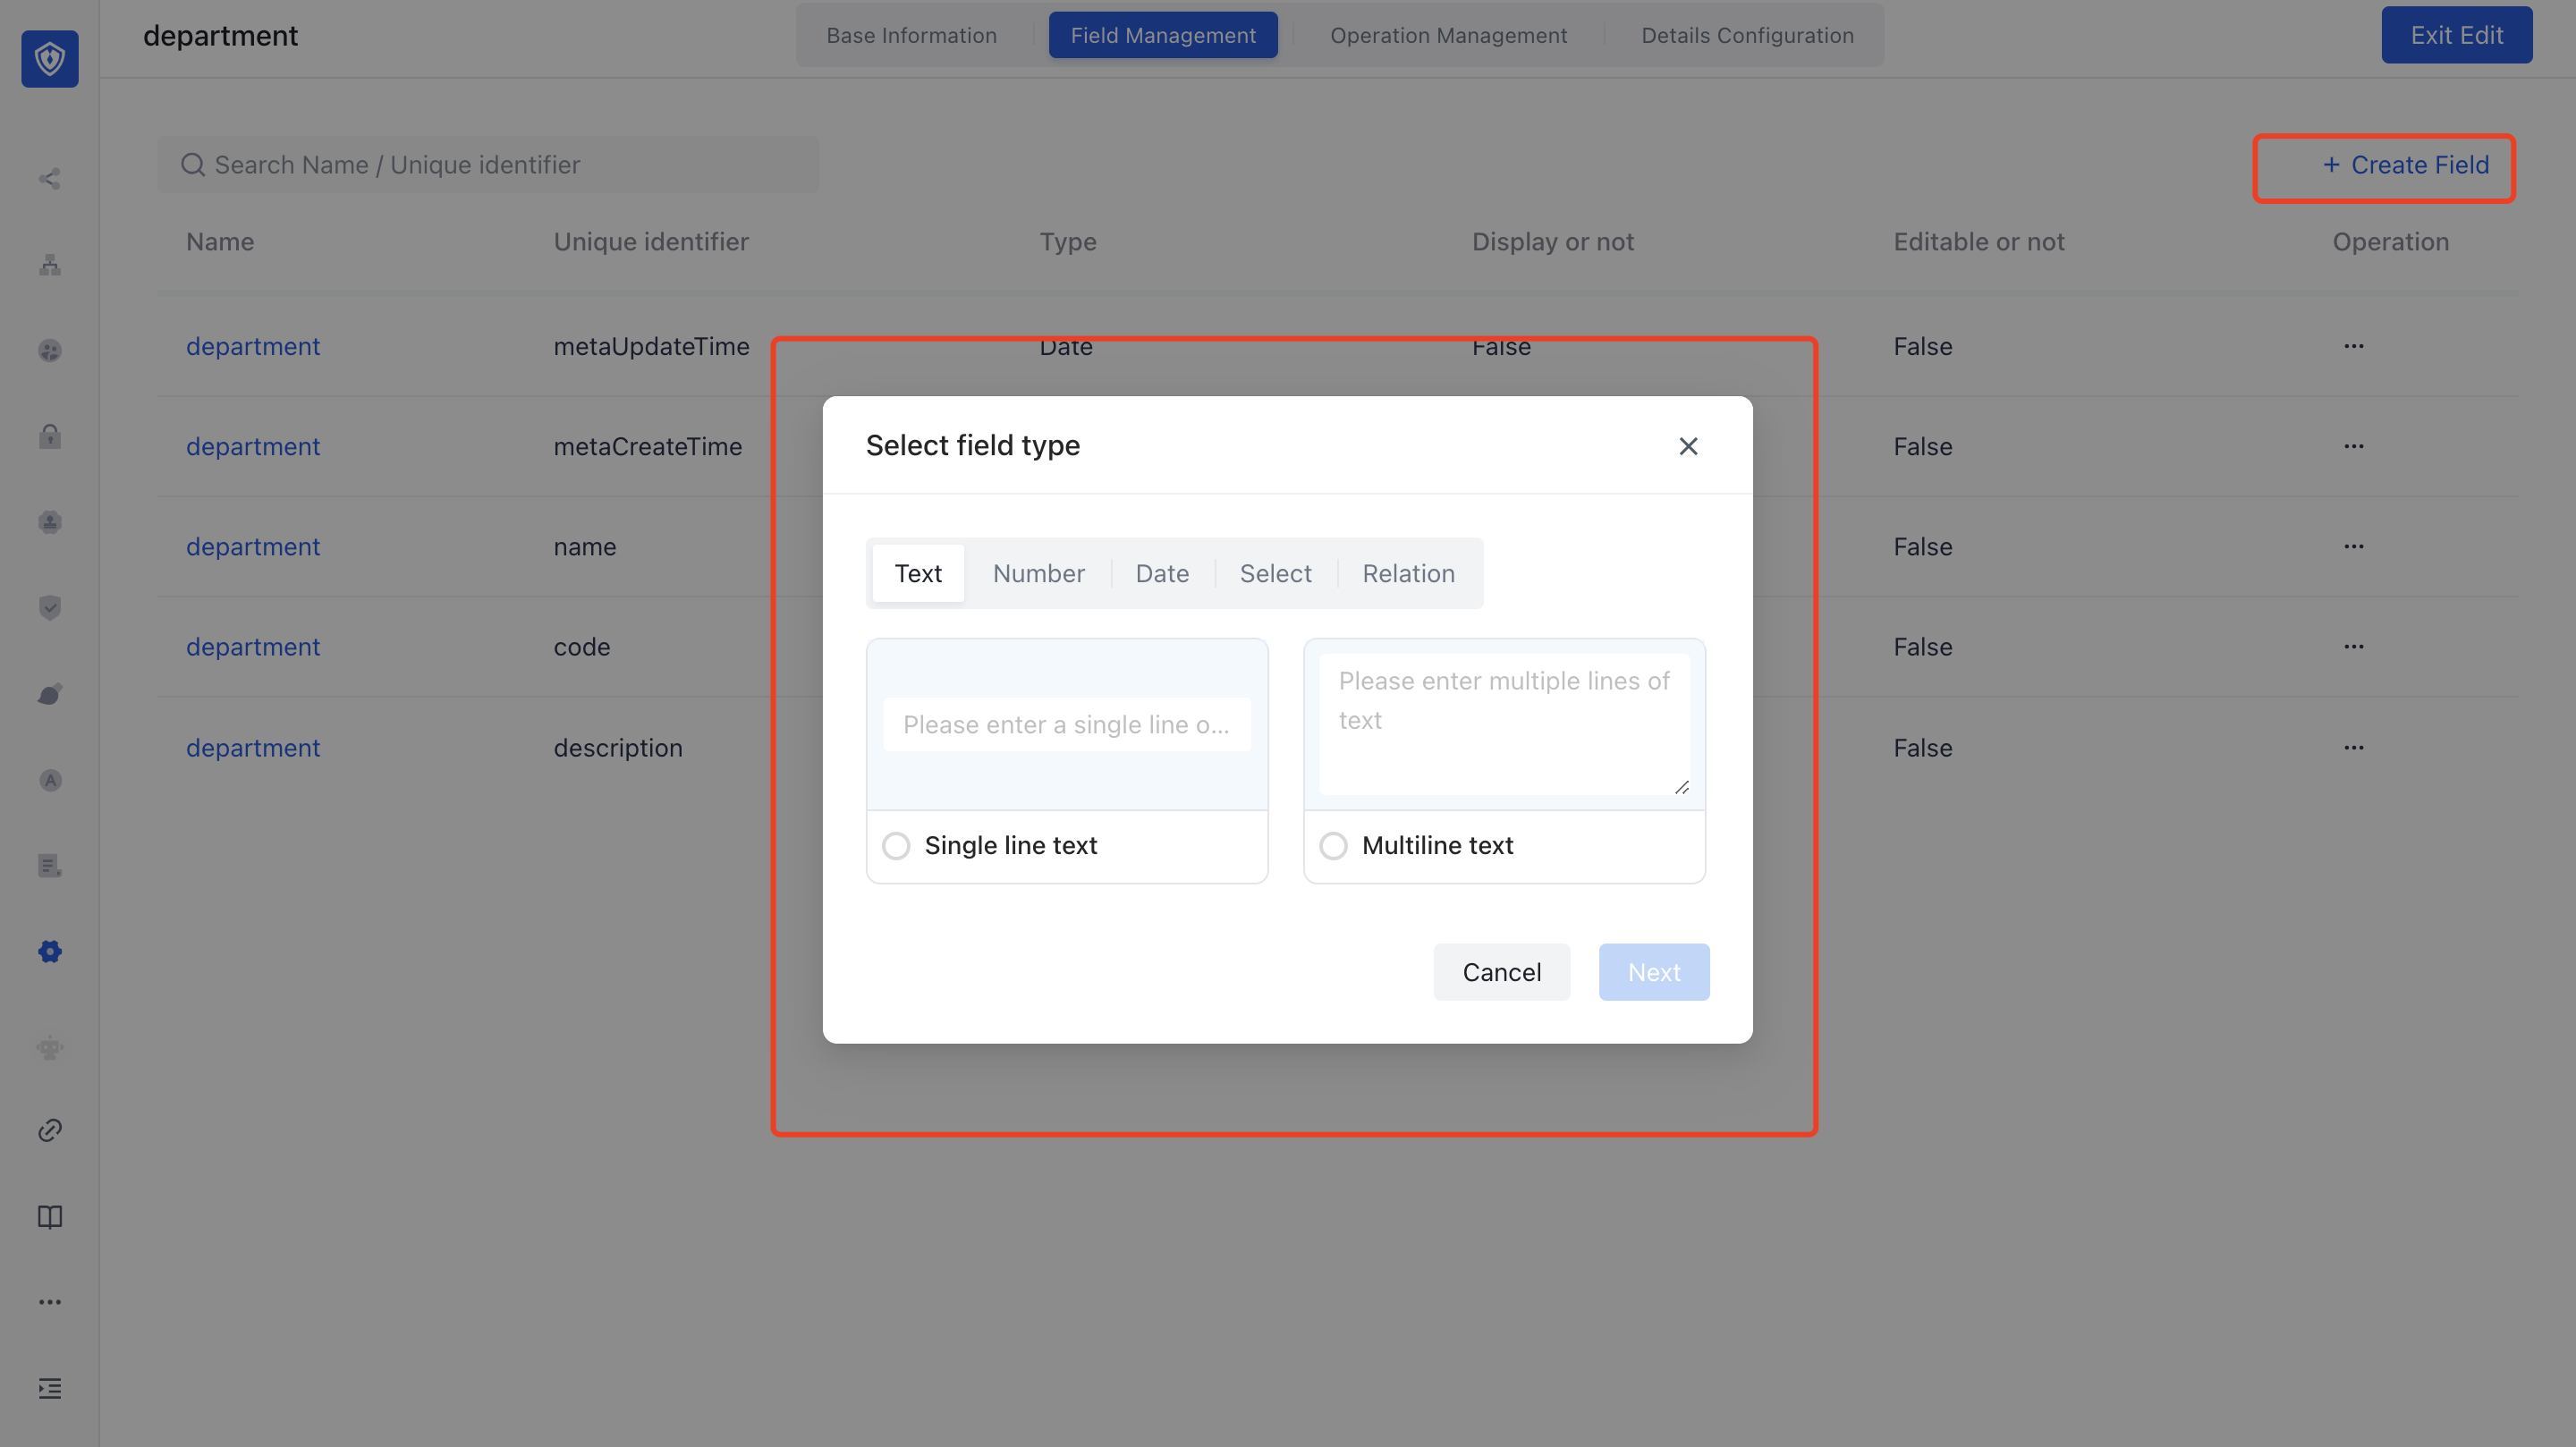 department
Base Information
Field Management
Operation Management
Details Configuration
Exit Edit
Search Name / Unique identifier
+ Create Field
Name Unique identifier Type Display or not Editable or not Operation
department metaUpdateTime Date False False ...
department metaCreateTime False ...
department name False ...
department code False ...
department description False ...
Select field type
Text Number Date Select Relation
Please enter a single line o...
Please enter multiple lines of
text
Single line text
Multiline text
Cancel
Next
A